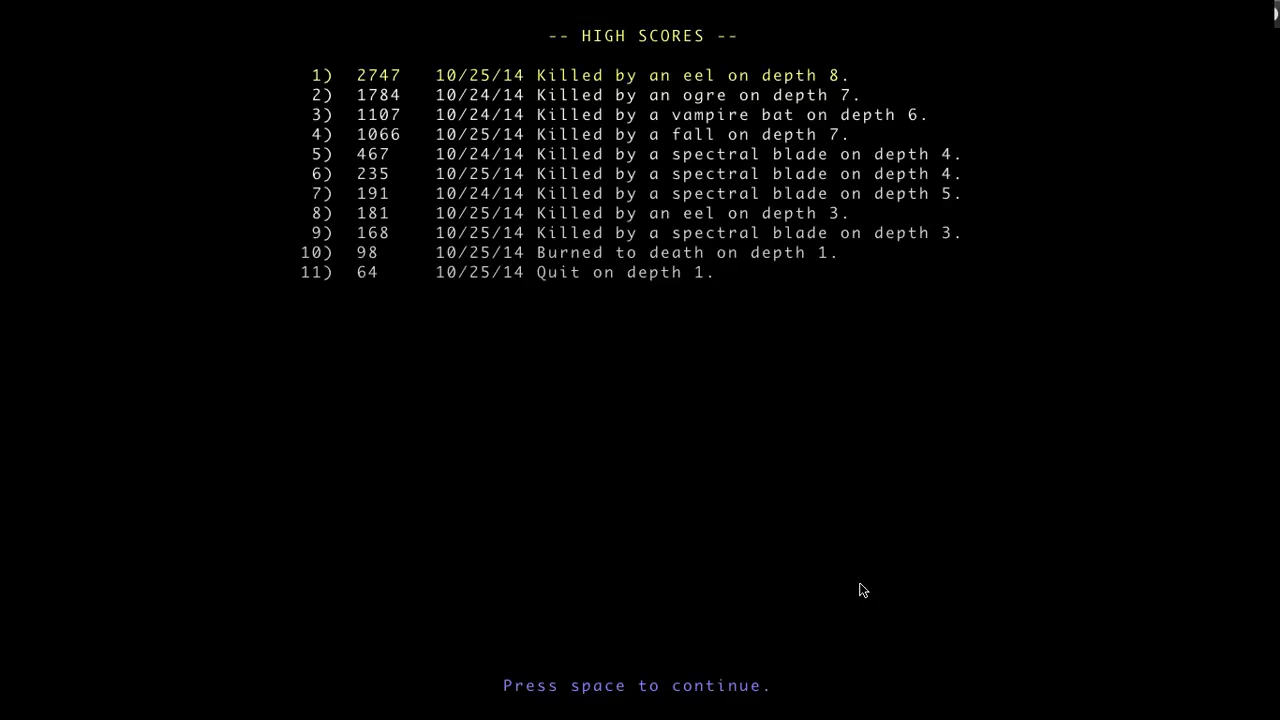 -- HIGH SCORES --
1) 2747 10/25/14 Killed by an eel on depth 8.
2) 1784 10/24/14 Killed by an ogre on depth 7.
3) 1107 10/24/14 Killed by a vampire bat on depth 6.
4) 1066 10/25/14 Killed by a fall on depth 7.
5) 467 10/24/14 Killed by a spectral blade on depth 4.
6) 235 10/25/14 Killed by a spectral blade on depth 4.
7) 191 10/24/14 Killed by a spectral blade on depth 5.
8) 181 10/25/14 Killed by an eel on depth 3.
9) 168 10/25/14 Killed by a spectral blade on depth 3.
10) 98 10/25/14 Burned to death on depth 1.
11) 64 10/25/14 Quit on depth 1.
Press space to continue.